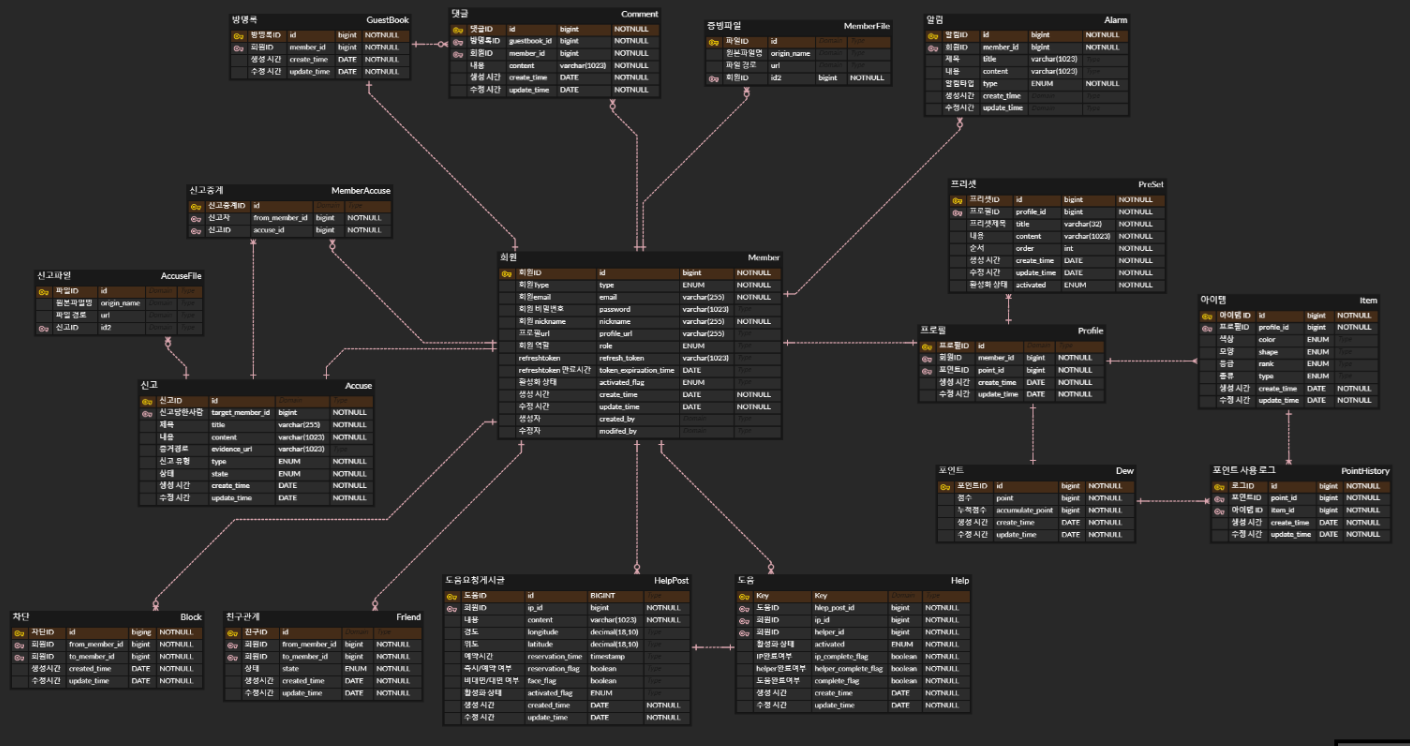 방명록 GuestBook
방명록ID id bigint NOTNULL
회원ID member_id bigint NOTNULL
생성 시간 create_time DATE NOTNULL
수정 시간 update_time DATE NOTNULL
댓글 Comment
댓글ID id bigint NOTNULL
방명록ID guestbook_id bigint NOTNULL
회원ID member_id bigint NOTNULL
내용 content varchar(1023) NOTNULL
생성 시간 create_time DATE NOTNULL
수정 시간 update_time DATE NOTNULL
증빙파일 MemberFile
파일ID id Domain Type
원본파일명 origin_name Domain Type
파일 경로 url Domain Type
회원ID id2 bigint NOTNULL
알림 Alarm
알림ID id bigint NOTNULL
회원ID member_id bigint NOTNULL
제목 title varchar(1023)
내용 content varchar(1023)
알림타입 type ENUM NOTNULL
생성시간 create_time
수정시간 update_time
신고중계 MemberAccuse
신고중계ID id Domain Type
신고자 from_member_id bigint NOTNULL
신고ID accuse_id bigint NOTNULL
프리셋 PreSet
프리셋ID id bigint NOTNULL
프로필ID profile_id bigint NOTNULL
프리셋제목 title varchar(32) NOTNULL
내용 content varchar(1023) NOTNULL
순서 order int NOTNULL
생성 시간 create_time DATE NOTNULL
수정 시간 update_time DATE NOTNULL
활성화 상태 activated ENUM NOTNULL
신고파일 AccuseFile
파일ID id Domain Type
원본파일명 origin_name Domain Type
파일 경로 url Domain Type
신고ID id2 Domain Type
회원 Member
회원ID id bigint NOTNULL
회원Type type ENUM NOTNULL
회원email email varchar(255) NOTNULL
회원 비밀번호 password varchar(1023)
회원 nickname nickname varchar(255) NOTNULL
프로필url profile_url varchar(255)
회원 역할 role ENUM
refreshtoken refresh_token varchar(1023)
refreshtoken 만료시간 token_expiraation_time DATE
활성화 상태 activated_flag ENUM
생성 시간 create_time DATE NOTNULL
수정 시간 update_time DATE NOTNULL
생성자 created_by
수정자 modifed_by
아이템 Item
아이템 ID id bigint NOTNULL
프로필ID profile_id bigint NOTNULL
색상 color ENUM
모양 shape ENUM
등급 rank ENUM
종류 type ENUM
생성 시간 create_time DATE NOTNULL
수정 시간 update_time DATE NOTNULL
프로필 Profile
프로필ID id Domain Type
회원ID member_id bigint NOTNULL
포인트ID point_id bigint NOTNULL
생성 시간 create_time DATE NOTNULL
수정 시간 update_time DATE NOTNULL
신고 Accuse
신고ID id Domain Type
신고당한사람 target_member_id bigint NOTNULL
제목 title varchar(255) NOTNULL
내용 content varchar(1023) NOTNULL
증거경로 evidence_url varchar(1023)
신고 유형 type ENUM NOTNULL
상태 state ENUM NOTNULL
생성 시간 create_time DATE NOTNULL
수정 시간 update_time DATE NOTNULL
포인트 Dew
포인트ID id bigint NOTNULL
점수 point bigint NOTNULL
누적점수 accumulate_point bigint NOTNULL
생성 시간 create_time DATE NOTNULL
수정 시간 update_time DATE NOTNULL
포인트 사용 로그 PointHistory
로그ID id bigint NOTNULL
포인트ID point_id bigint NOTNULL
아이템 ID item_id bigint NOTNULL
생성 시간 create_time DATE NOTNULL
수정 시간 update_time DATE NOTNULL
차단 Block
차단ID id biging NOTNULL
회원ID from_member_id bigint NOTNULL
회원ID to_member_id bigint NOTNULL
생성시간 created_time DATE NOTNULL
수정시간 update_time DATE NOTNULL
친구관계 Friend
친구ID id Domain Type
회원ID from_member_id bigint NOTNULL
회원ID to_member_id bigint NOTNULL
상태 state ENUM NOTNULL
생성시간 created_time DATE NOTNULL
수정시간 update_time DATE NOTNULL
도움요청게시글 HelpPost
도움ID id BIGINT
회원ID ip_id bigint NOTNULL
내용 content varchar(1023) NOTNULL
경도 longitude decimal(18,10)
위도 latitude decimal(18,10)
예약시간 reservation_time timestamp
즉시/예약 여부 reservation_flag boolean
비대면/대면 여부 face_flag boolean
활성화 상태 activated_flag ENUM
생성 시간 created_time DATE NOTNULL
수정 시간 update_time DATE NOTNULL
도움 Help
Key Key Domain Type
도움ID hlep_post_id bigint NOTNULL
회원ID ip_id bigint NOTNULL
회원ID helper_id bigint NOTNULL
활성화 상태 activated ENUM NOTNULL
IP완료여부 ip_complete_flag boolean NOTNULL
helper완료여부 helper_complete_flag boolean NOTNULL
도움완료여부 complete_flag boolean NOTNULL
생성 시간 create_time DATE NOTNULL
수정 시간 update_time DATE NOTNULL